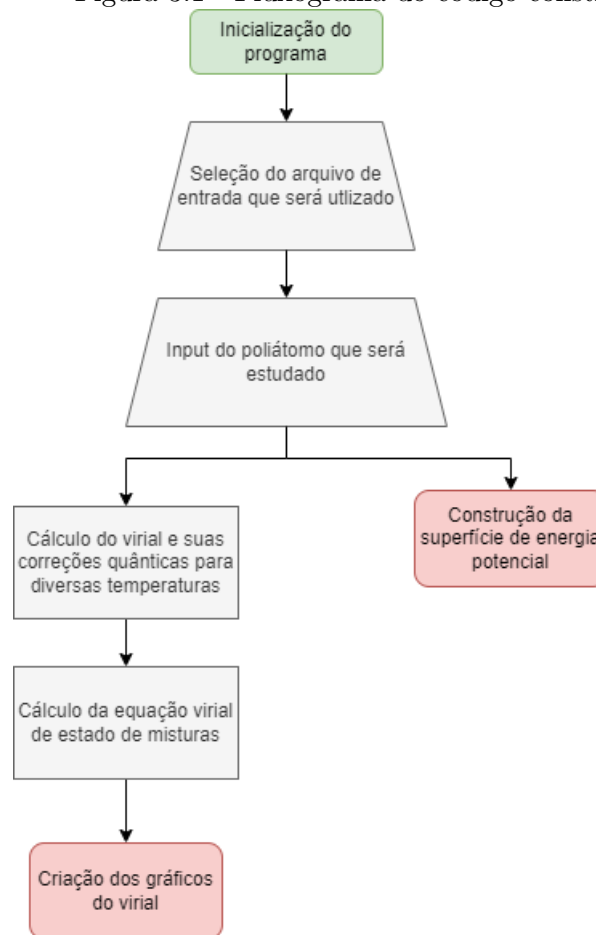 Inicialização do
programa
Seleção do arquivo de
entrada que será utlizado
Input do poliátomo que será
estudado
Cálculo do virial e suas
correções quânticas para
diversas temperaturas
Construção da
superfície de energia
potencial
Cálculo da equação virial
de estado de misturas
Criação dos gráficos
do virial